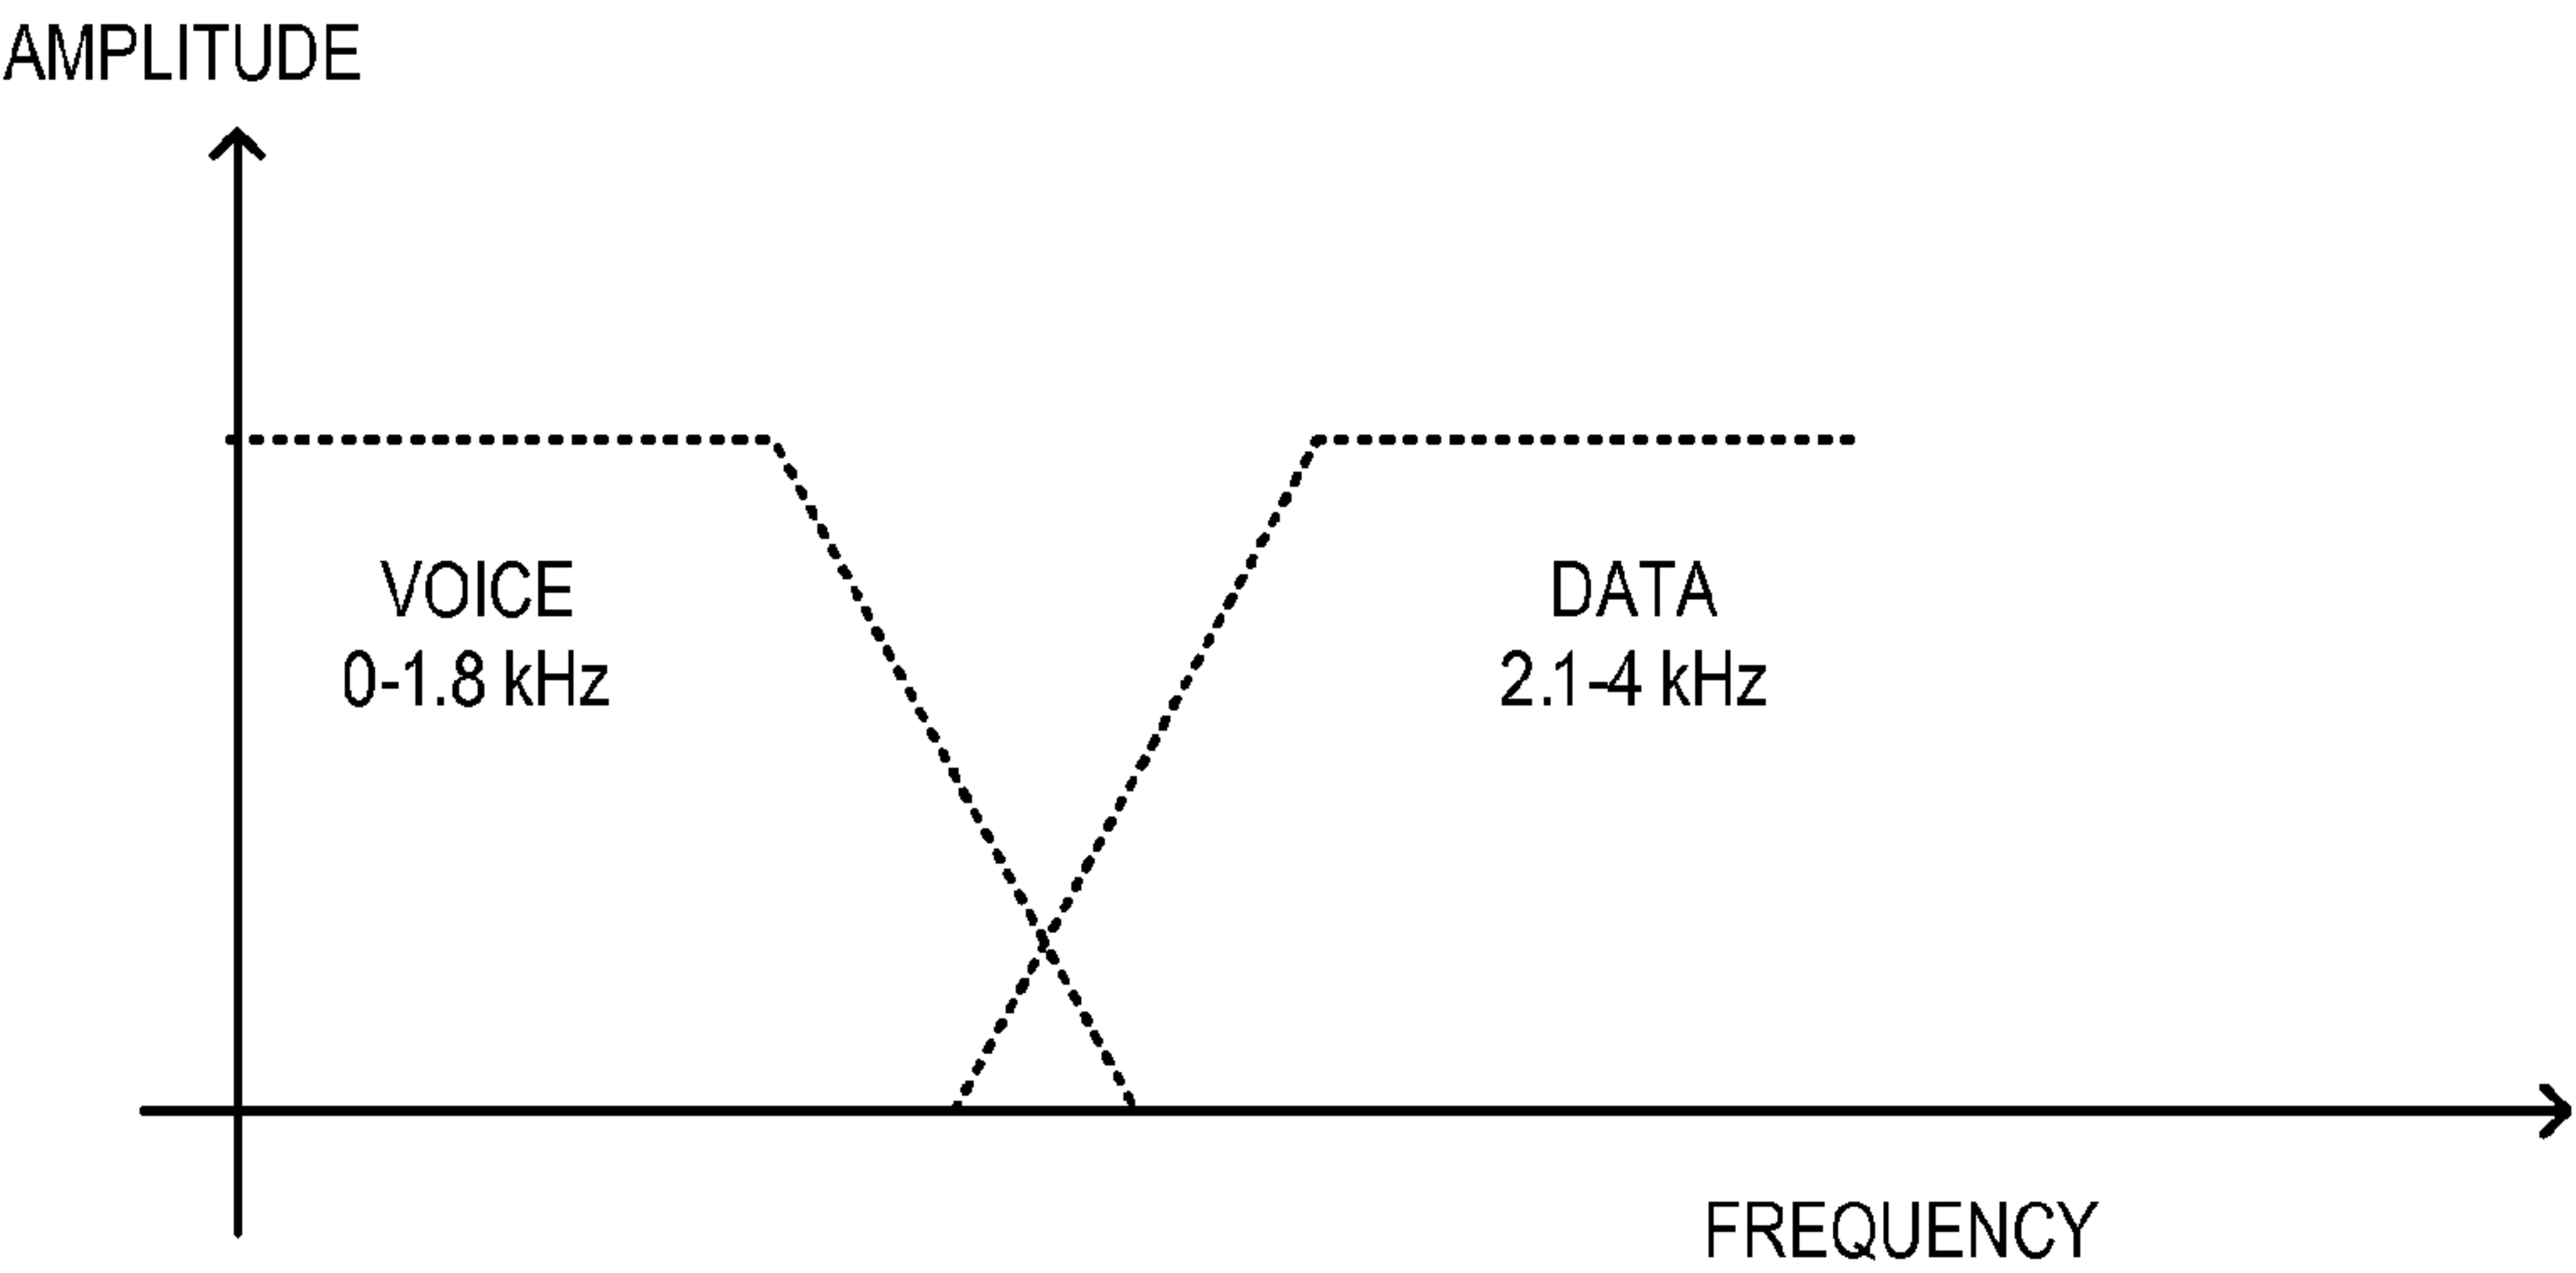 AMPLITUDE
VOICE
0-1.8 kHz
DATA
2.1-4 kHz
FREQUENCY